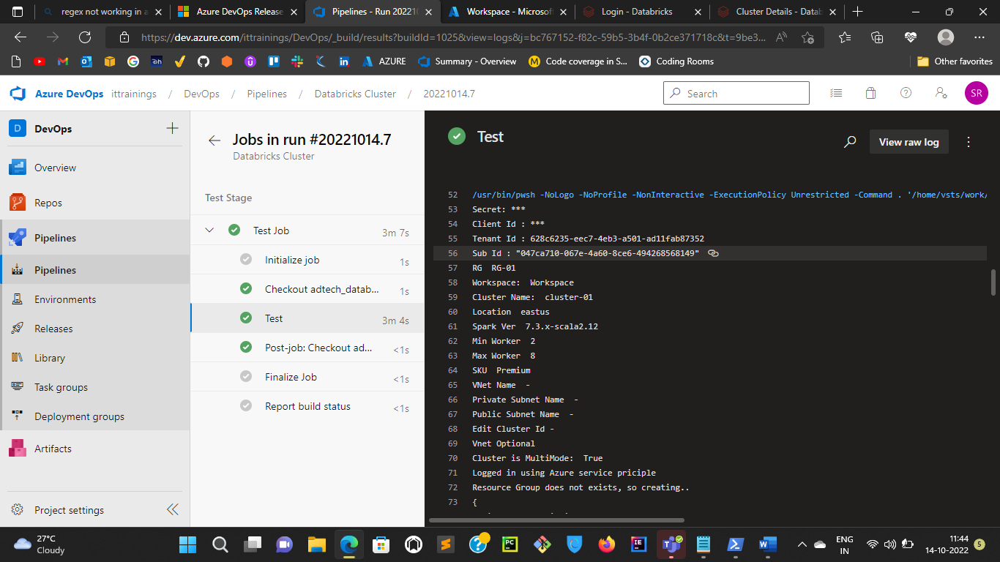 regex not working in a
Azure DevOps Release
Pipelines - Run 202210
Workspace - Microsof
Login - Databricks
Cluster Details - Datab
https://dev.azure.com/ittrainings/DevOps/_build/results?buildId=1025&view=logs&j=bc767152-f82c-59b5-3b4f-0b2ce371718c&t=9be3...
AZURE
Summary - Overview
Code coverage in S...
Coding Rooms
Other favorites
Azure DevOps ittrainings / DevOps / Pipelines / Databricks Cluster / 20221014.7
Search
SR
D DevOps
Overview
Repos
Pipelines
Pipelines
Environments
Releases
Library
Task groups
Deployment groups
Artifacts
Project settings
Jobs in run #20221014.7
Databricks Cluster
Test Stage
Test Job 3m 7s
Initialize job 1s
Checkout adtech_datab... 1s
Test 3m 4s
Post-job: Checkout ad... <1s
Finalize Job <1s
Report build status <1s
Test
View raw log
52 /usr/bin/pwsh -NoLogo -NoProfile -NonInteractive -ExecutionPolicy Unrestricted -Command . '/home/vsts/work/
53 Secret: ***
54 Client Id : ***
55 Tenant Id : 628c6235-eec7-4eb3-a501-ad11fab87352
56 Sub Id : "047ca710-067e-4a60-8ce6-494268568149"
57 RG RG-01
58 Workspace: Workspace
59 Cluster Name: cluster-01
60 Location eastus
61 Spark Ver 7.3.x-scala2.12
62 Min Worker 2
63 Max Worker 8
64 SKU Premium
65 VNet Name -
66 Private Subnet Name -
67 Public Subnet Name -
68 Edit Cluster Id -
69 Vnet Optional
70 Cluster is MultiMode: True
71 Logged in using Azure service priciple
72 Resource Group does not exists, so creating..
73 {
27°C
Cloudy
ENG
IN
11:44
14-10-2022
5